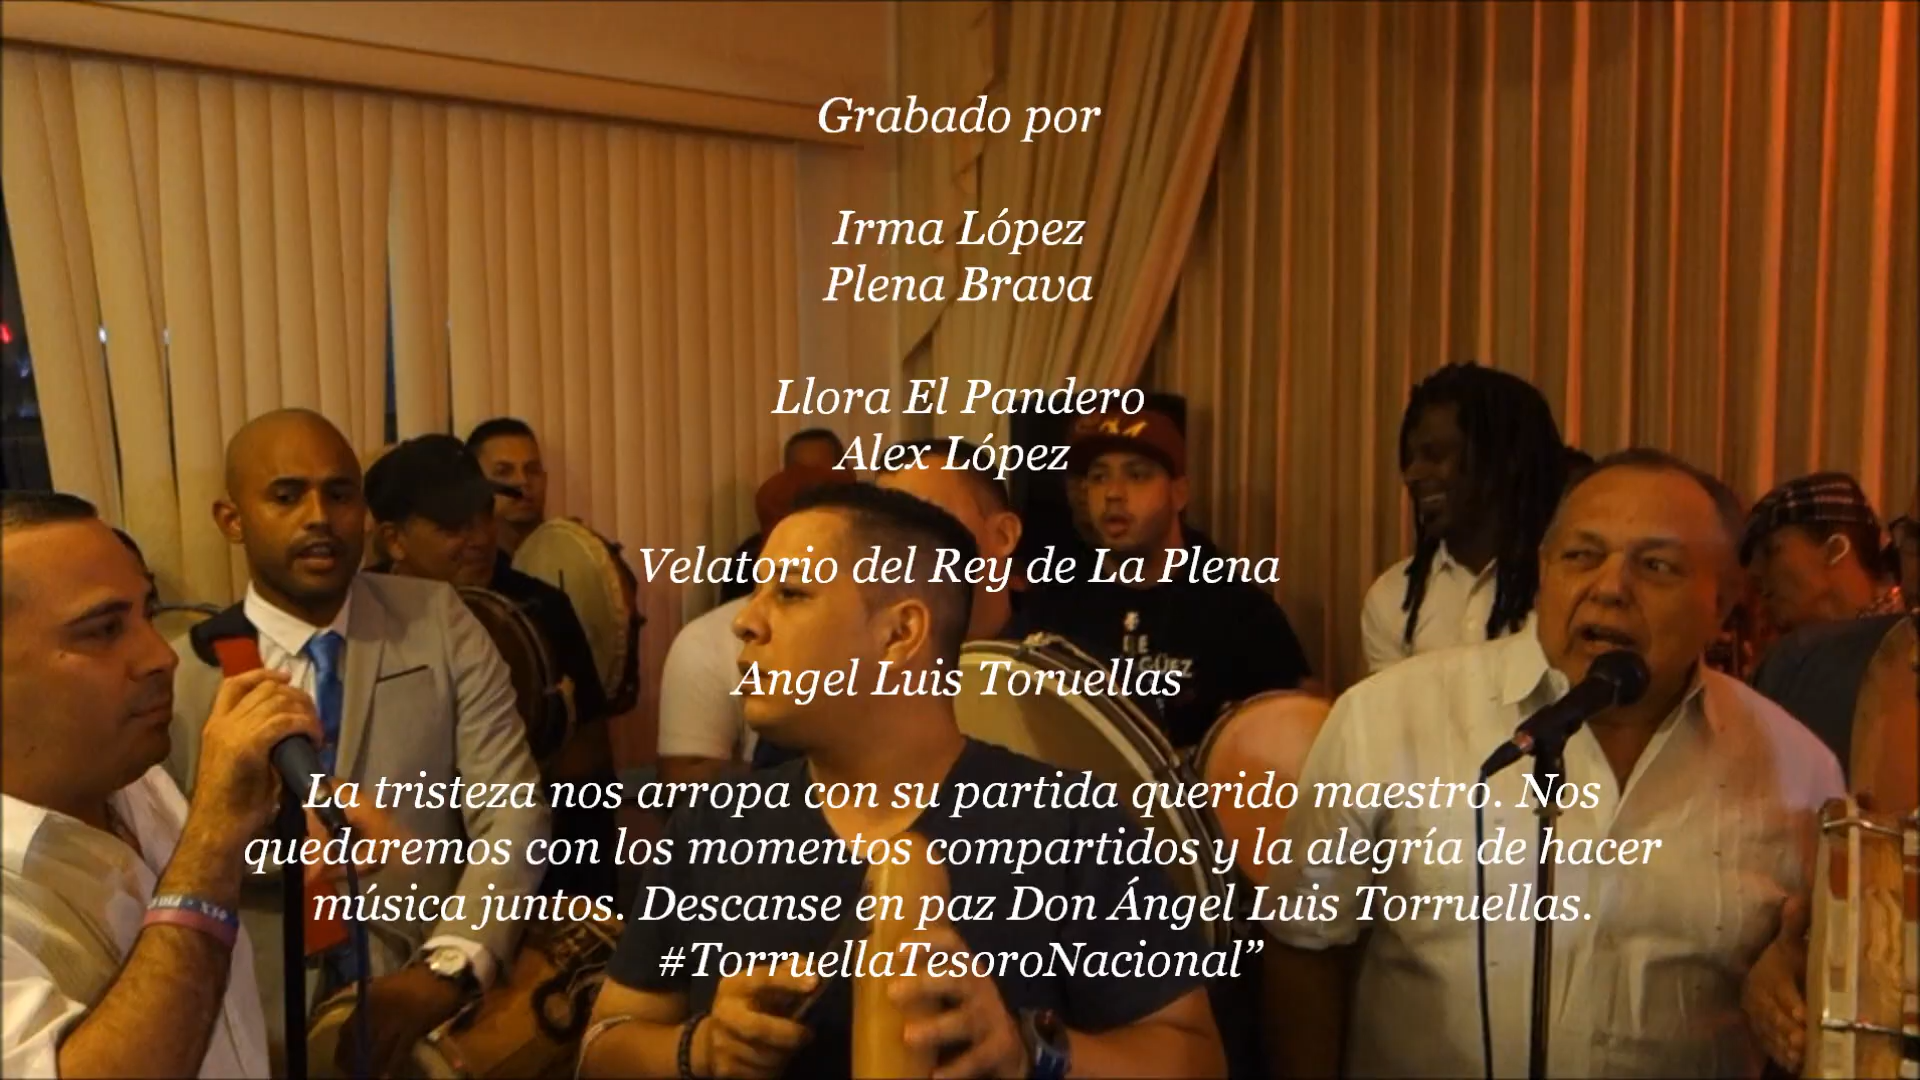 Grabado por
Irma López
Plena Brava
Llora El Pandero
Alex López
Velatorio del Rey de La Plena
Angel Luis Toruellas
La tristeza nos arropa con su partida querido maestro. Nos
quedaremos con los momentos compartidos y la alegría de hacer
música juntos. Descanse en paz Don Ángel Luis Torruellas.
#TorruellaTesoroNacional”